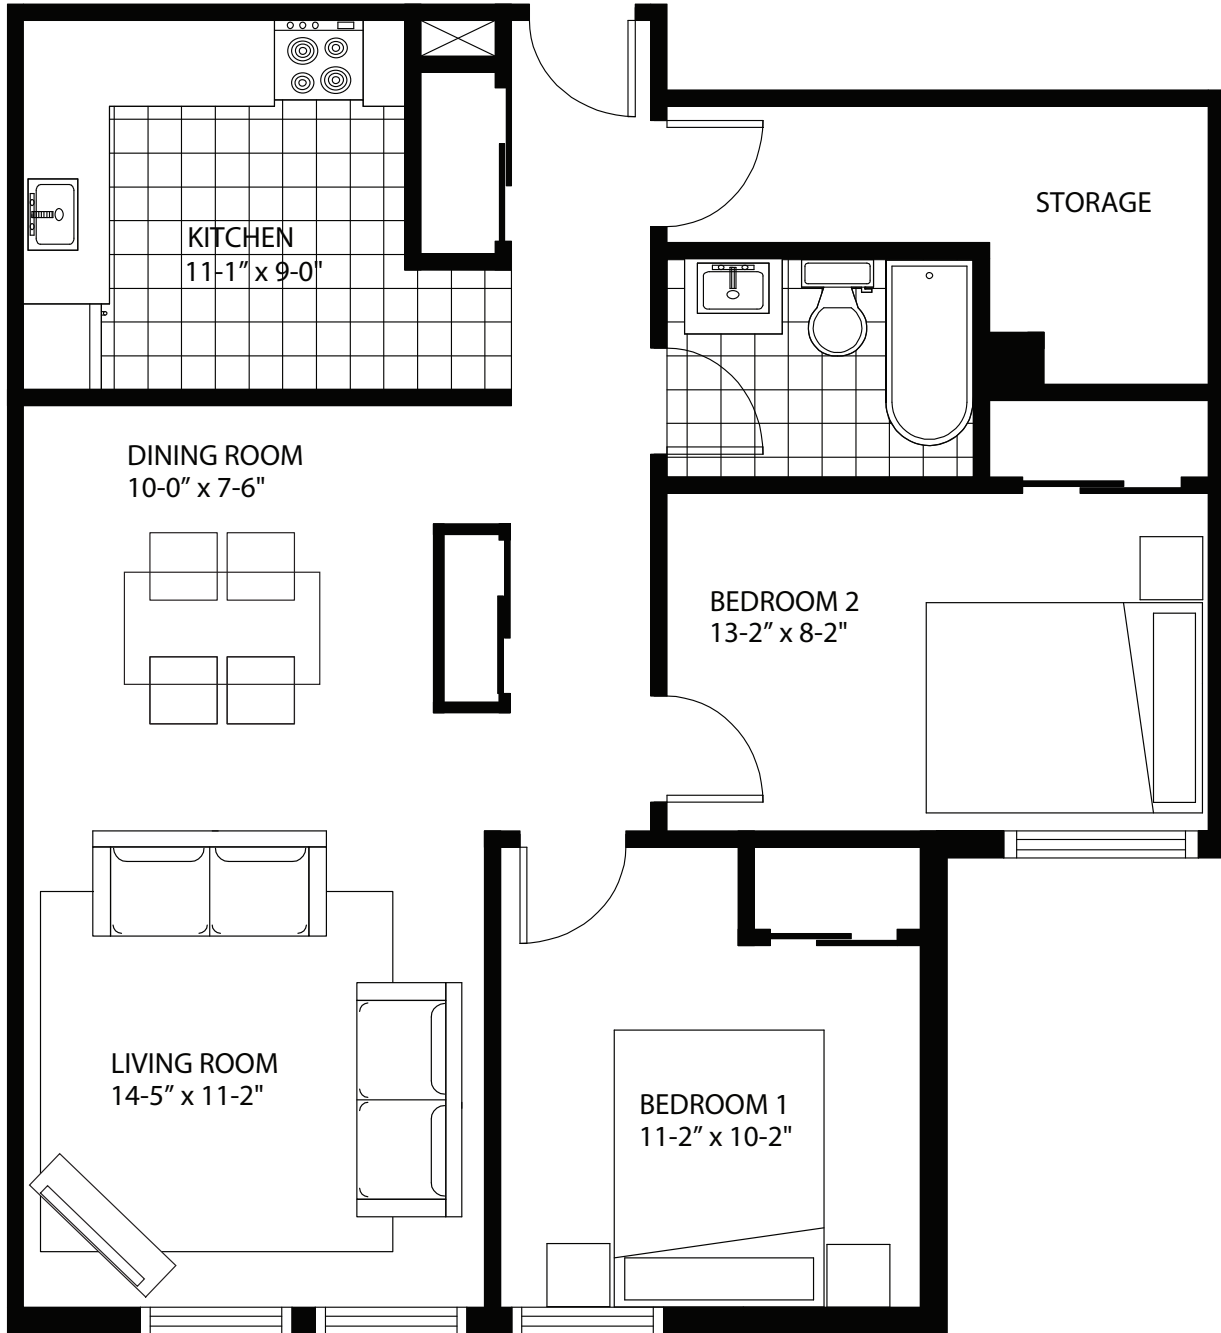 STORAGE
KITCHEN
11-1” x 9-0"
DINING ROOM
10-0” x 7-6"
BEDROOM 2
13-2” x 8-2"
LIVING ROOM
14-5” x 11-2"
BEDROOM 1
11-2” x 10-2"